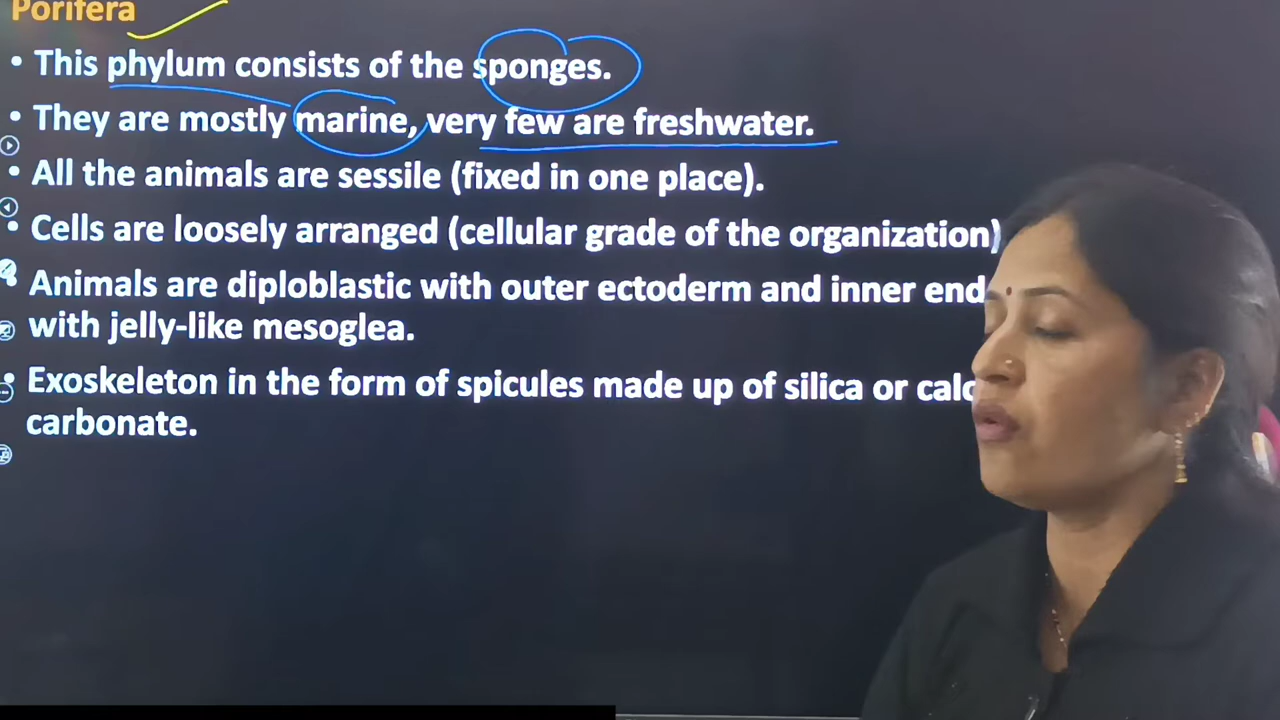 Porifera
• This phylum consists of the sponges.
• They are mostly marine, very few are freshwater.
• All the animals are sessile (fixed in one place).
• Cells are loosely arranged (cellular grade of the organization)
Animals are diploblastic with outer ectoderm and inner
with jelly-like mesoglea.
• Exoskeleton in the form of spicules made up of silica or
carbonate.